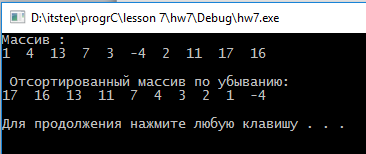 D:\itstep\progrC\lesson 7\hw7\Debug\hw7.exe
Массив :
1 4 13 7 3 -4 2 11 17 16
Отсортированный массив по убыванию:
17 16 13 11 7 4 3 2 1 -4
Для продолжения нажмите любую клавишу . . .